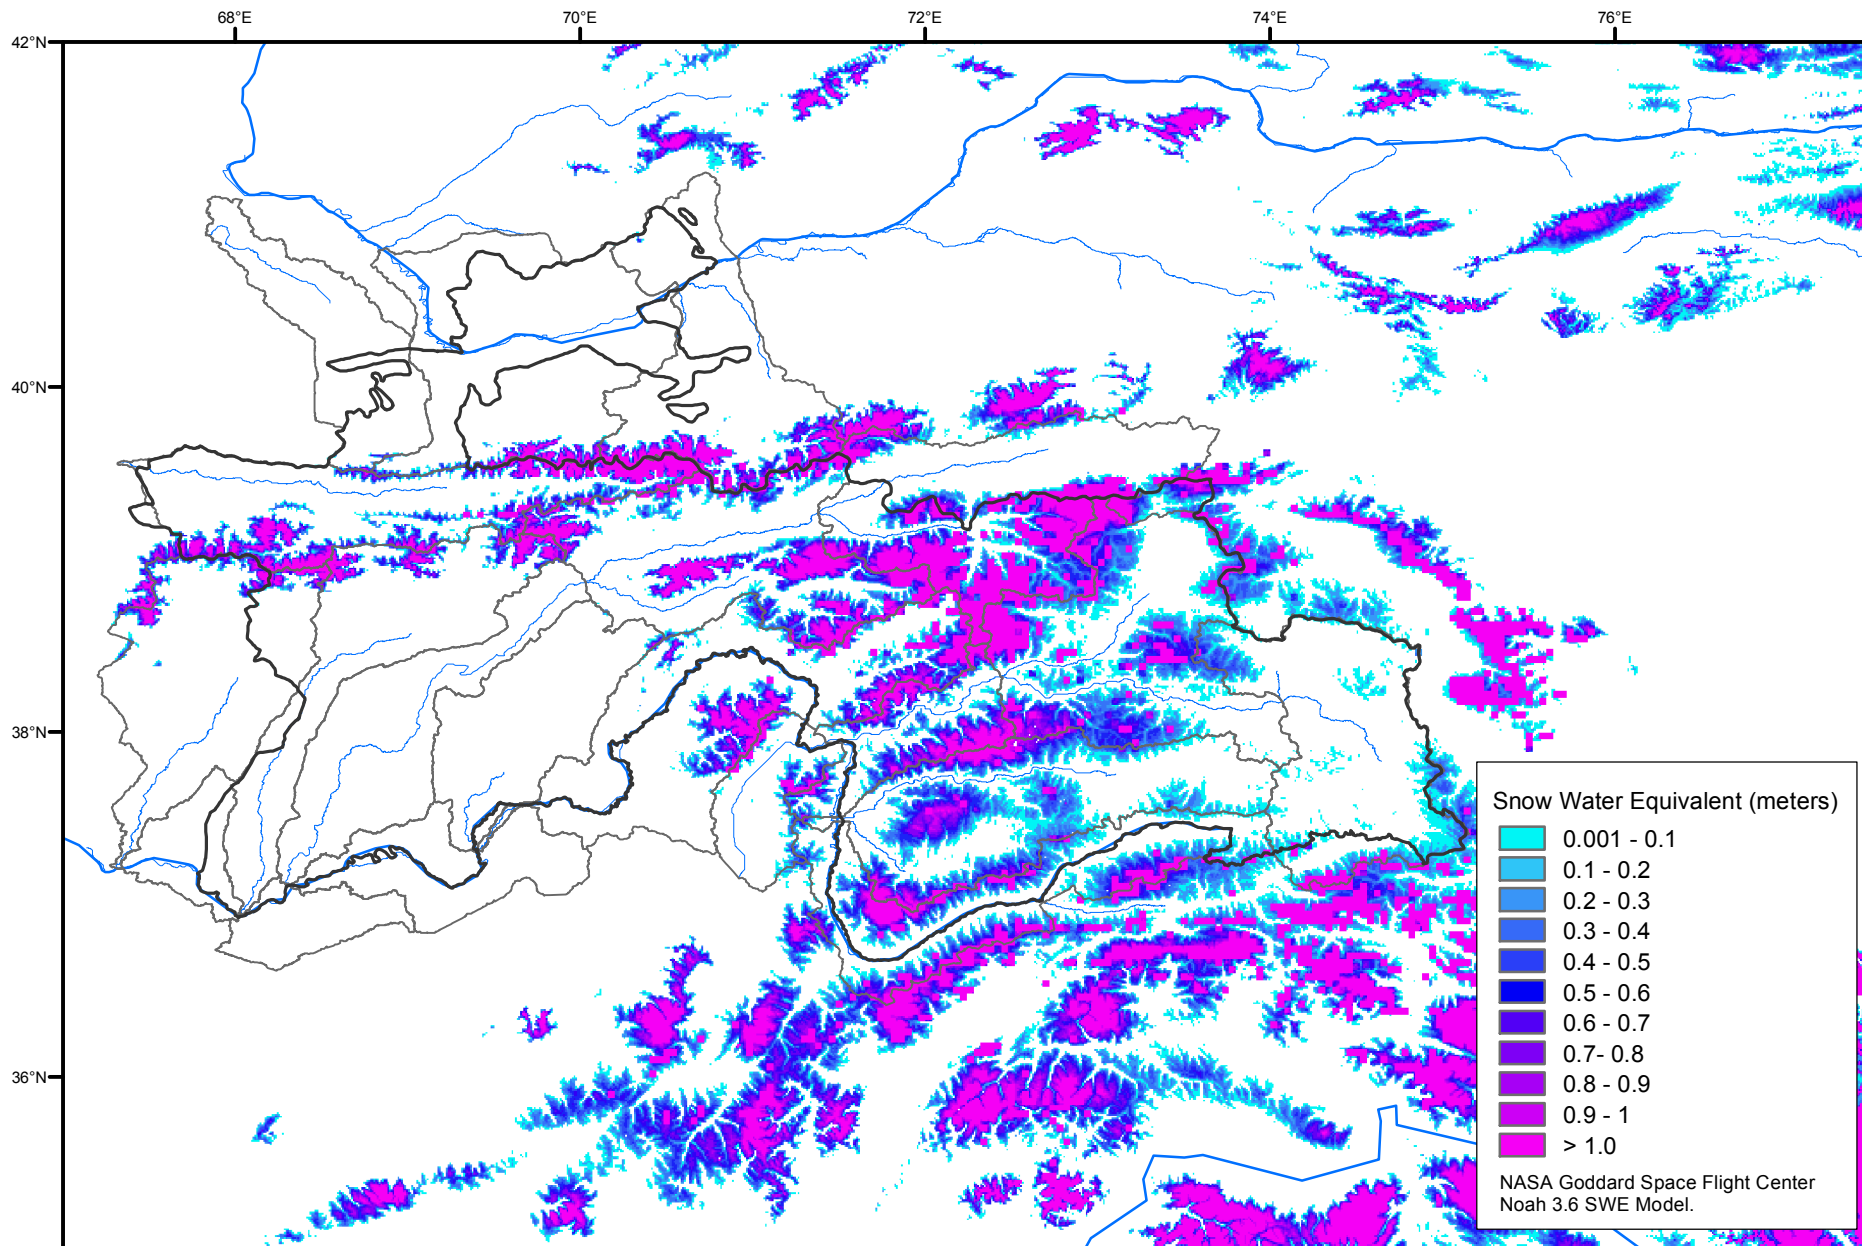 68°E
70°E
72°E
74°E
76°E
42°N
40°N
38°N
36°N
Snow Water Equivalent (meters)
0.001 - 0.1
0.1 - 0.2
0.2 - 0.3
0.3 - 0.4
0.4 - 0.5
0.5 - 0.6
0.6 - 0.7
0.7- 0.8
0.8 - 0.9
0.9 - 1
> 1.0
NASA Goddard Space Flight Center
Noah 3.6 SWE Model.